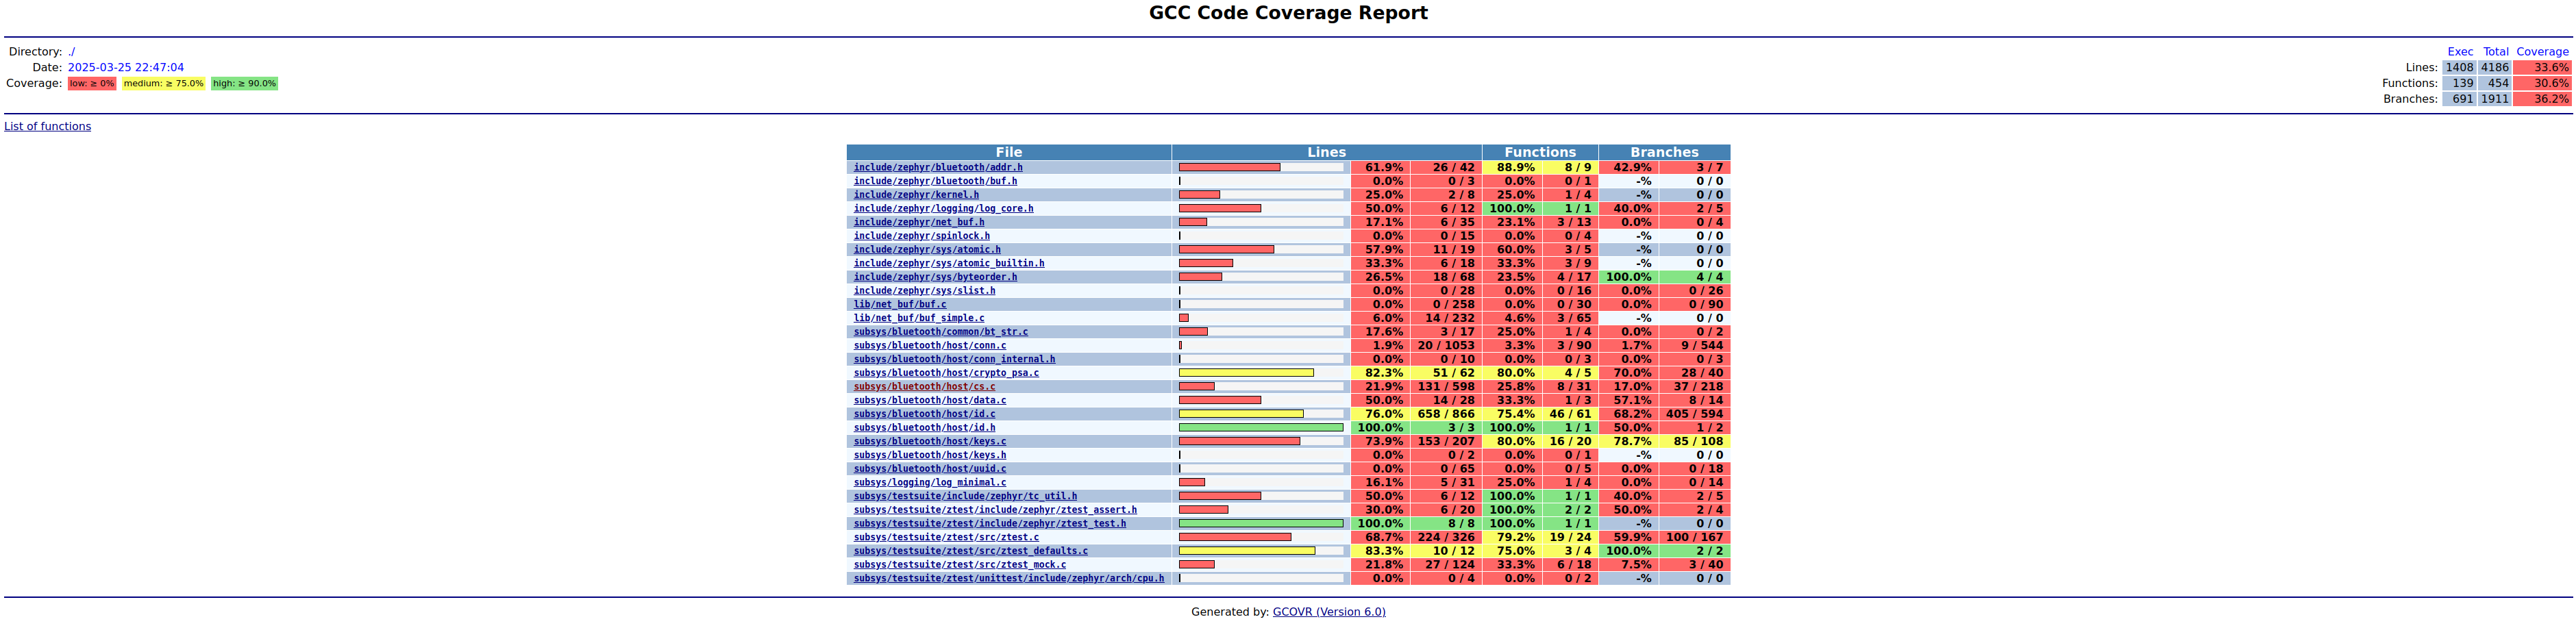 GCC Code Coverage Report
Directory: ./
Date: 2025-03-25 22:47:04
Coverage: low: ≥ 0% medium: ≥ 75.0% high: ≥ 90.0%
Exec Total Coverage
Lines: 1408 4186 33.6%
Functions: 139 454 30.6%
Branches: 691 1911 36.2%
List of functions
File Lines Functions Branches
include/zephyr/bluetooth/addr.h 61.9% 26 / 42 88.9% 8 / 9 42.9% 3 / 7
include/zephyr/bluetooth/buf.h 0.0% 0 / 3 0.0% 0 / 1 -% 0 / 0
include/zephyr/kernel.h 25.0% 2 / 8 25.0% 1 / 4 -% 0 / 0
include/zephyr/logging/log_core.h 50.0% 6 / 12 100.0% 1 / 1 40.0% 2 / 5
include/zephyr/net_buf.h 17.1% 6 / 35 23.1% 3 / 13 0.0% 0 / 4
include/zephyr/spinlock.h 0.0% 0 / 15 0.0% 0 / 4 -% 0 / 0
include/zephyr/sys/atomic.h 57.9% 11 / 19 60.0% 3 / 5 -% 0 / 0
include/zephyr/sys/atomic_builtin.h 33.3% 6 / 18 33.3% 3 / 9 -% 0 / 0
include/zephyr/sys/byteorder.h 26.5% 18 / 68 23.5% 4 / 17 100.0% 4 / 4
include/zephyr/sys/slist.h 0.0% 0 / 28 0.0% 0 / 16 0.0% 0 / 26
lib/net_buf/buf.c 0.0% 0 / 258 0.0% 0 / 30 0.0% 0 / 90
lib/net_buf/buf_simple.c 6.0% 14 / 232 4.6% 3 / 65 -% 0 / 0
subsys/bluetooth/common/bt_str.c 17.6% 3 / 17 25.0% 1 / 4 0.0% 0 / 2
subsys/bluetooth/host/conn.c 1.9% 20 / 1053 3.3% 3 / 90 1.7% 9 / 544
subsys/bluetooth/host/conn_internal.h 0.0% 0 / 10 0.0% 0 / 3 0.0% 0 / 3
subsys/bluetooth/host/crypto_psa.c 82.3% 51 / 62 80.0% 4 / 5 70.0% 28 / 40
subsys/bluetooth/host/cs.c 21.9% 131 / 598 25.8% 8 / 31 17.0% 37 / 218
subsys/bluetooth/host/data.c 50.0% 14 / 28 33.3% 1 / 3 57.1% 8 / 14
subsys/bluetooth/host/id.c 76.0% 658 / 866 75.4% 46 / 61 68.2% 405 / 594
subsys/bluetooth/host/id.h 100.0% 3 / 3 100.0% 1 / 1 50.0% 1 / 2
subsys/bluetooth/host/keys.c 73.9% 153 / 207 80.0% 16 / 20 78.7% 85 / 108
subsys/bluetooth/host/keys.h 0.0% 0 / 2 0.0% 0 / 1 -% 0 / 0
subsys/bluetooth/host/uuid.c 0.0% 0 / 65 0.0% 0 / 5 0.0% 0 / 18
subsys/logging/log_minimal.c 16.1% 5 / 31 25.0% 1 / 4 0.0% 0 / 14
subsys/testsuite/include/zephyr/tc_util.h 50.0% 6 / 12 100.0% 1 / 1 40.0% 2 / 5
subsys/testsuite/ztest/include/zephyr/ztest_assert.h 30.0% 6 / 20 100.0% 2 / 2 50.0% 2 / 4
subsys/testsuite/ztest/include/zephyr/ztest_test.h 100.0% 8 / 8 100.0% 1 / 1 -% 0 / 0
subsys/testsuite/ztest/src/ztest.c 68.7% 224 / 326 79.2% 19 / 24 59.9% 100 / 167
subsys/testsuite/ztest/src/ztest_defaults.c 83.3% 10 / 12 75.0% 3 / 4 100.0% 2 / 2
subsys/testsuite/ztest/src/ztest_mock.c 21.8% 27 / 124 33.3% 6 / 18 7.5% 3 / 40
subsys/testsuite/ztest/unittest/include/zephyr/arch/cpu.h 0.0% 0 / 4 0.0% 0 / 2 -% 0 / 0
Generated by: GCOVR (Version 6.0)